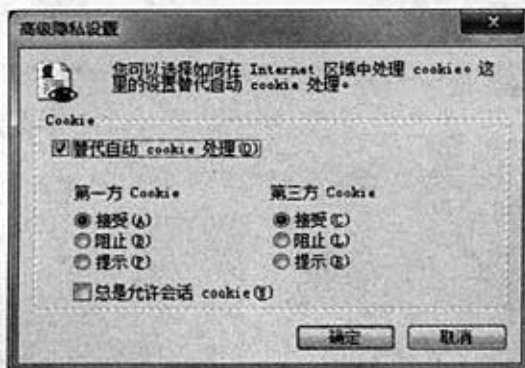 高级隐私设置
您可以选择如何在 Internet 区域中处理 cookie。这
里的设置替代自动 cookie 处理。
Cookie
替代自动 cookie 处理(O)
第一方 Cookie
第三方 Cookie
接受(A)
接受(C)
阻止(B)
阻止(L)
提示(P)
提示(E)
总是允许会话 cookie(Y)
确定
取消